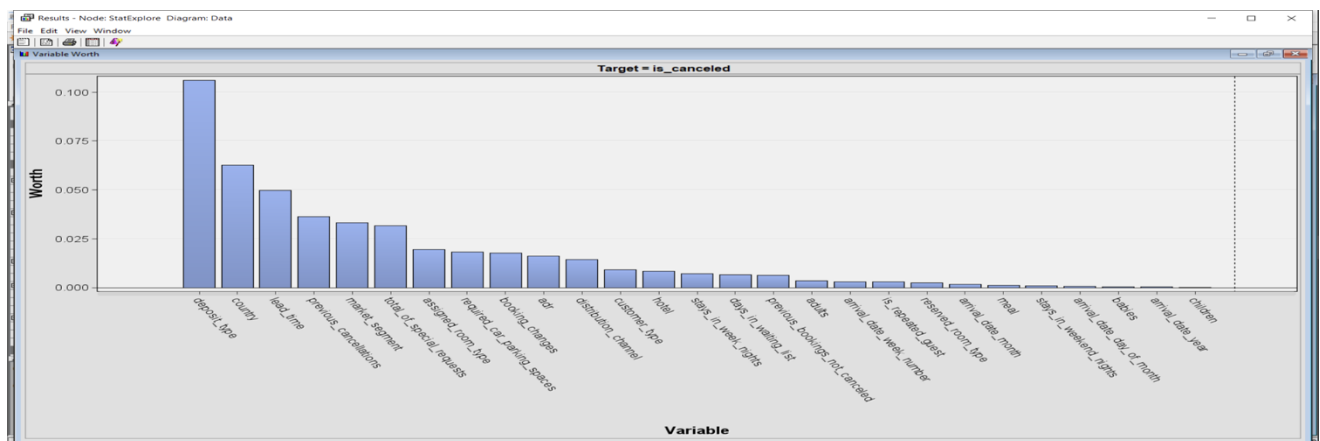 Results - Node: StatExplore Diagram: Data
File Edit View Window
Variable Worth
Target = is_canceled
Worth
0.100
0.075
0.050
0.025
0.000
deposit_type
country
lead_time
previous_cancellations
market_segment
total_of_special_requests
assigned_room_type
required_car_parking_spaces
booking_changes
adr
distribution_channel
customer_type
hotel
stays_in_week_nights
days_in_waiting_list
previous_bookings_not_canceled
adults
arrival_date_week_number
is_repeated_guest
reserved_room_type
arrival_date_month
meal
stays_in_weekend_nights
arrival_date_day_of_month
babies
arrival_date_year
children
Variable